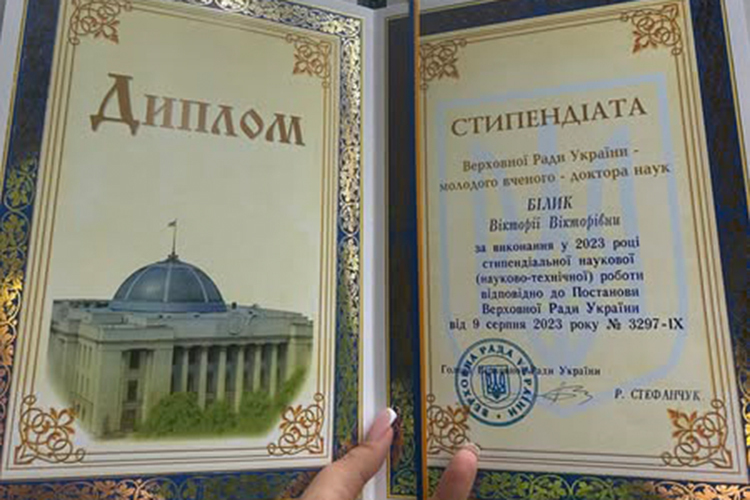 Диплом
СТИПЕНДІАТА
Верховної Ради України -
молодого вченого - доктора наук
БІЛИК
Вікторії Вікторівни
за виконання у 2023 році
стипендіальної наукової
(науково-технічної) роботи
відповідно до Постанови
Верховної Ради України
від 9 серпня 2023 року № 3297-IX
Голова Верховної Ради України
Р. СТЕФАНЧУК
ВЕРХОВНА РАДА УКРАЇНИ